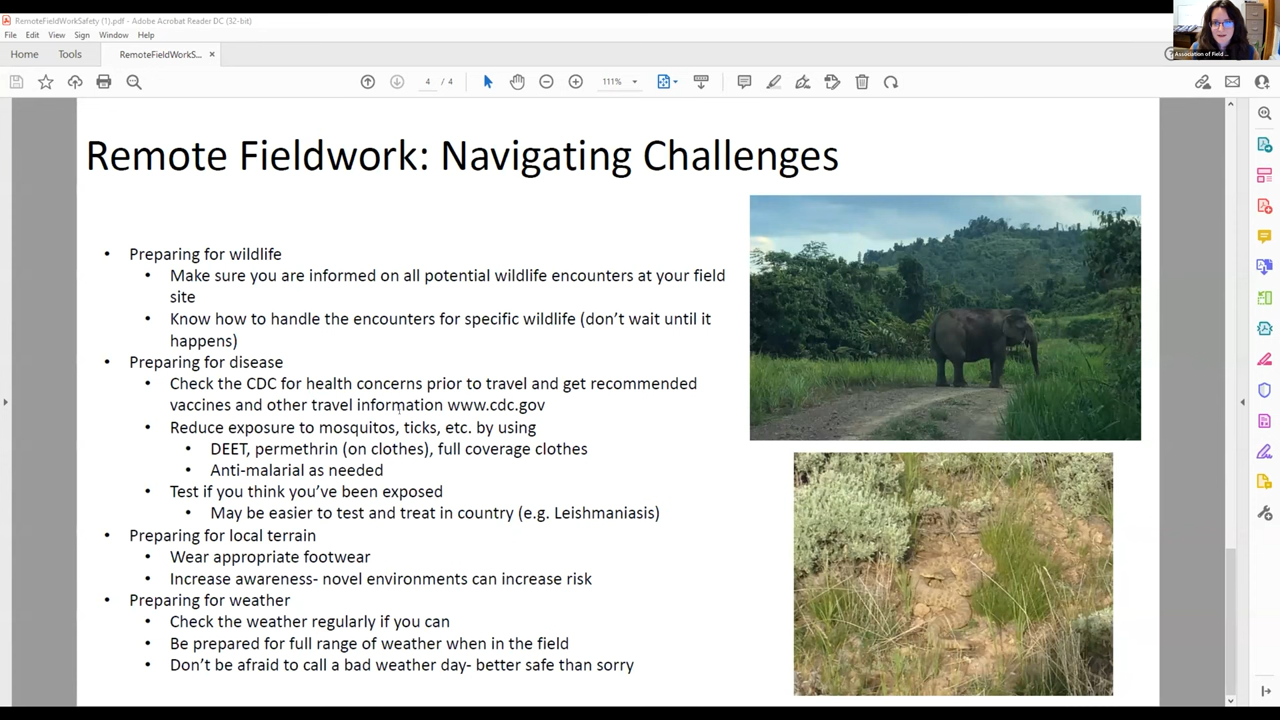 RemoteFieldWorkSafety (1).pdf - Adobe Acrobat Reader DC (32-bit)
File Edit View Sign Window Help
Home Tools RemoteFieldWorkS... ×
4 / 4 111%
Association of Field ...
Remote Fieldwork: Navigating Challenges
• Preparing for wildlife
• Make sure you are informed on all potential wildlife encounters at your field
site
• Know how to handle the encounters for specific wildlife (don't wait until it
happens)
• Preparing for disease
• Check the CDC for health concerns prior to travel and get recommended
vaccines and other travel information www.cdc.gov
• Reduce exposure to mosquitos, ticks, etc. by using
• DEET, permethrin (on clothes), full coverage clothes
• Anti-malarial as needed
• Test if you think you've been exposed
• May be easier to test and treat in country (e.g. Leishmaniasis)
• Preparing for local terrain
• Wear appropriate footwear
• Increase awareness- novel environments can increase risk
• Preparing for weather
• Check the weather regularly if you can
• Be prepared for full range of weather when in the field
• Don't be afraid to call a bad weather day- better safe than sorry